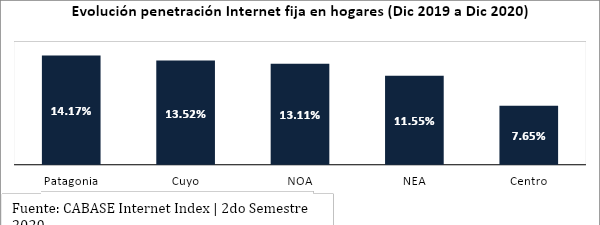 Evolución penetración Internet fija en hogares (Dic 2019 a Dic 2020)
14.17% 13.52% 13.11% 11.55% 7.65%
Patagonia Cuyo NOA NEA Centro
Fuente: CABASE Internet Index | 2do Semestre
2020